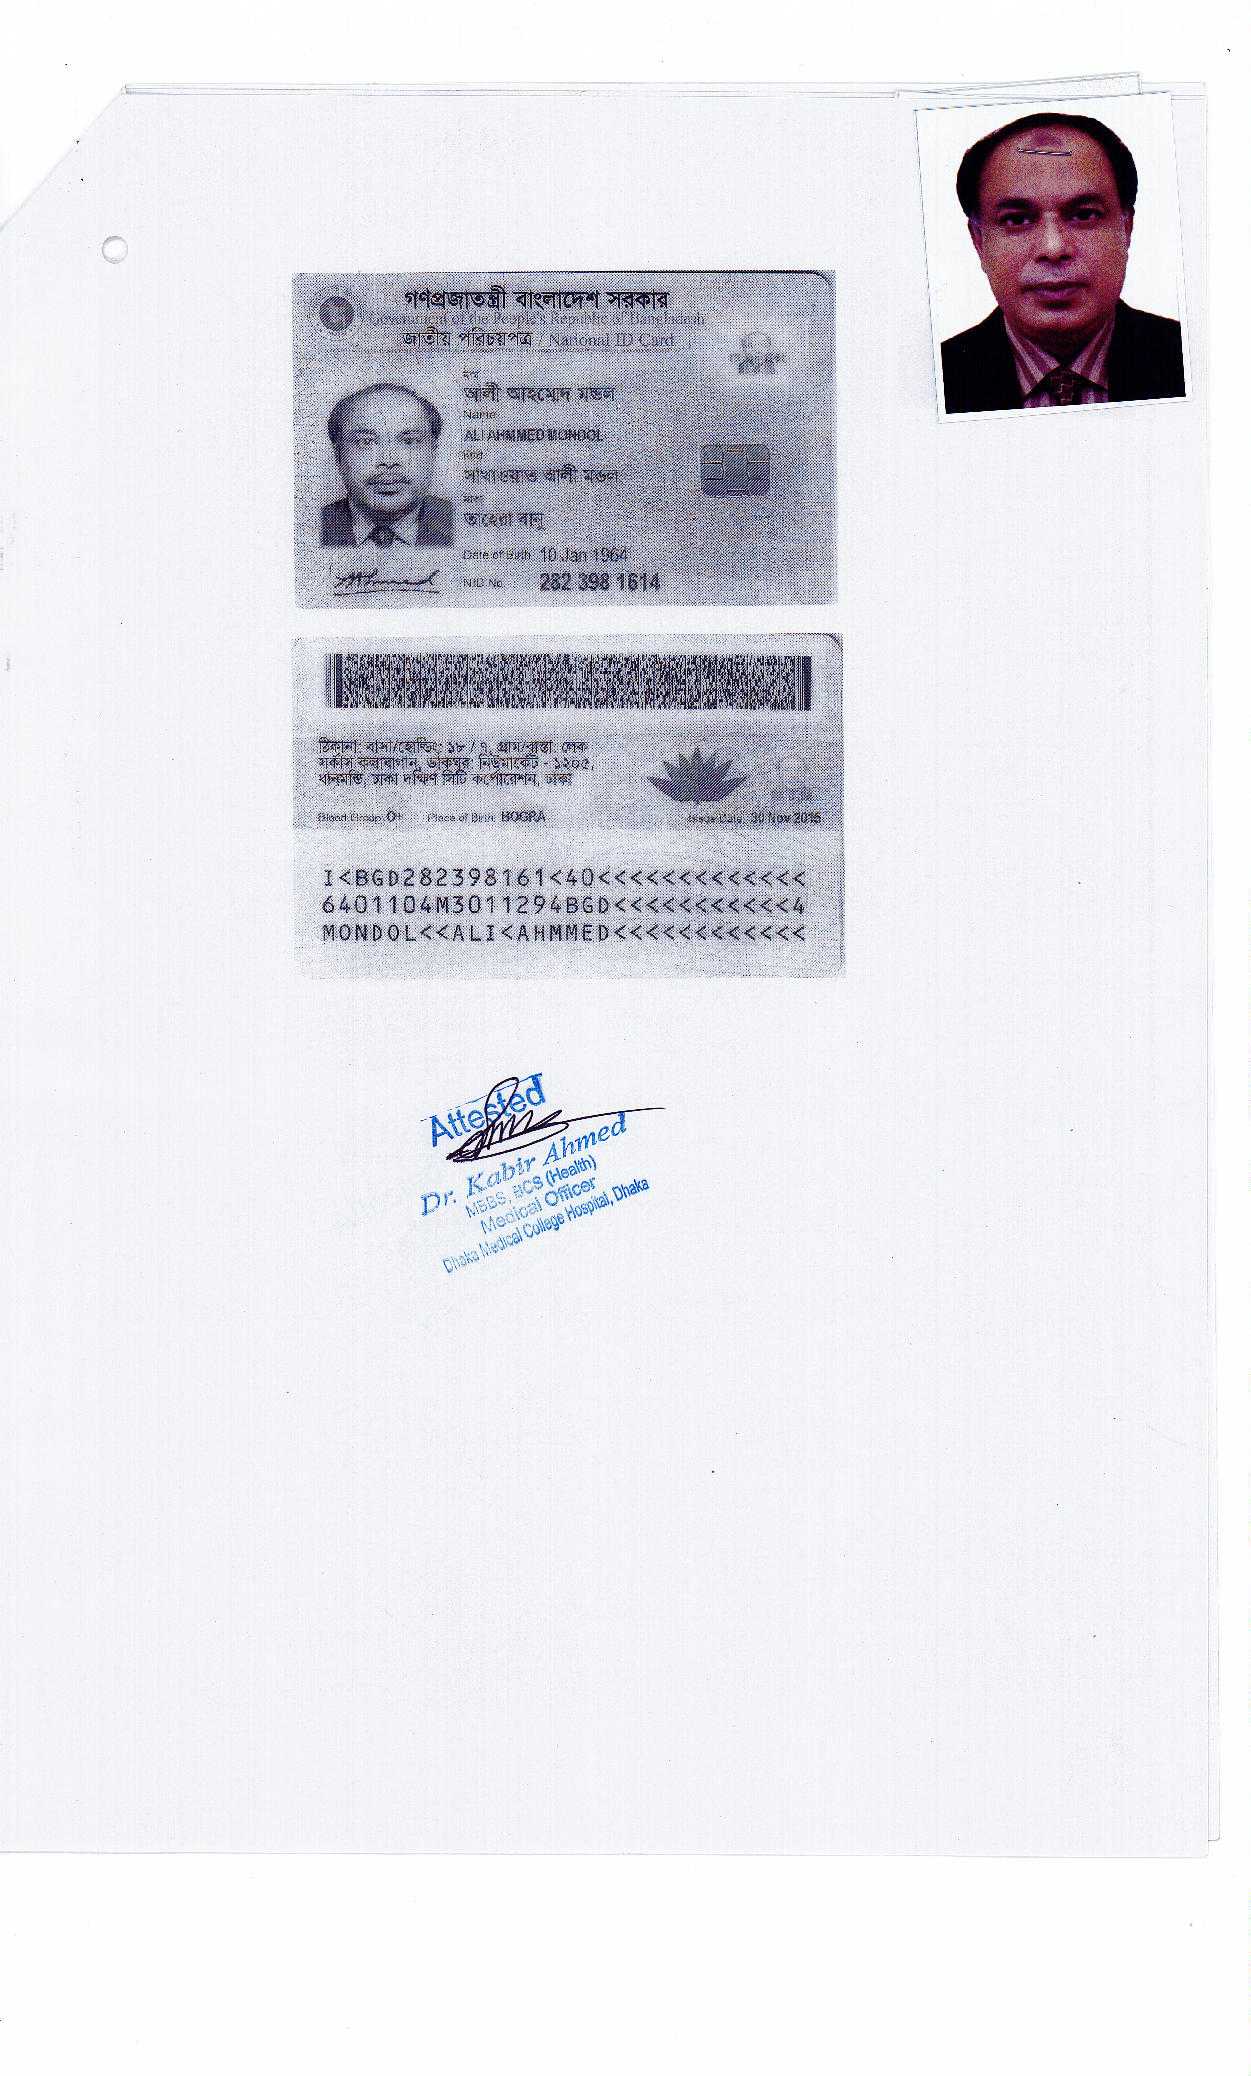 গণপ্রজাতন্ত্রী বাংলাদেশ সরকার
Government of the People's Republic of Bangladesh
জাতীয় পরিচয়পত্র / National ID Card
নাম
আলী আহম্মেদ মন্ডল
Name
ALI AHMMED MONDOL
পিতা
সাখাওয়াত আলী মন্ডল
মাতা
তাহেরা বানু
Date of Birth 10 Jan 1964
NID No. 282 398 1614
ঠিকানা: বাসা/হোল্ডিং: ১৮ / ৭, গ্রাম/রাস্তা: লেক
সার্কাস কলাবাগান, ডাকঘর: নিউমার্কেট - ১২০৫,
ধানমন্ডি, ঢাকা দক্ষিণ সিটি কর্পোরেশন, ঢাকা
Blood Group: O+ Place of Birth: BOGRA Issue Date: 30 Nov 2015
I<BGD282398161<40<<<<<<<<<<<<<
6401104M3011294BGD<<<<<<<<<<<4
MONDOL<<ALI<AHMMED<<<<<<<<<<<<
Attested
Dr. Kabir Ahmed
MBBS, BCS (Health)
Medical Officer
Dhaka Medical College Hospital, Dhaka